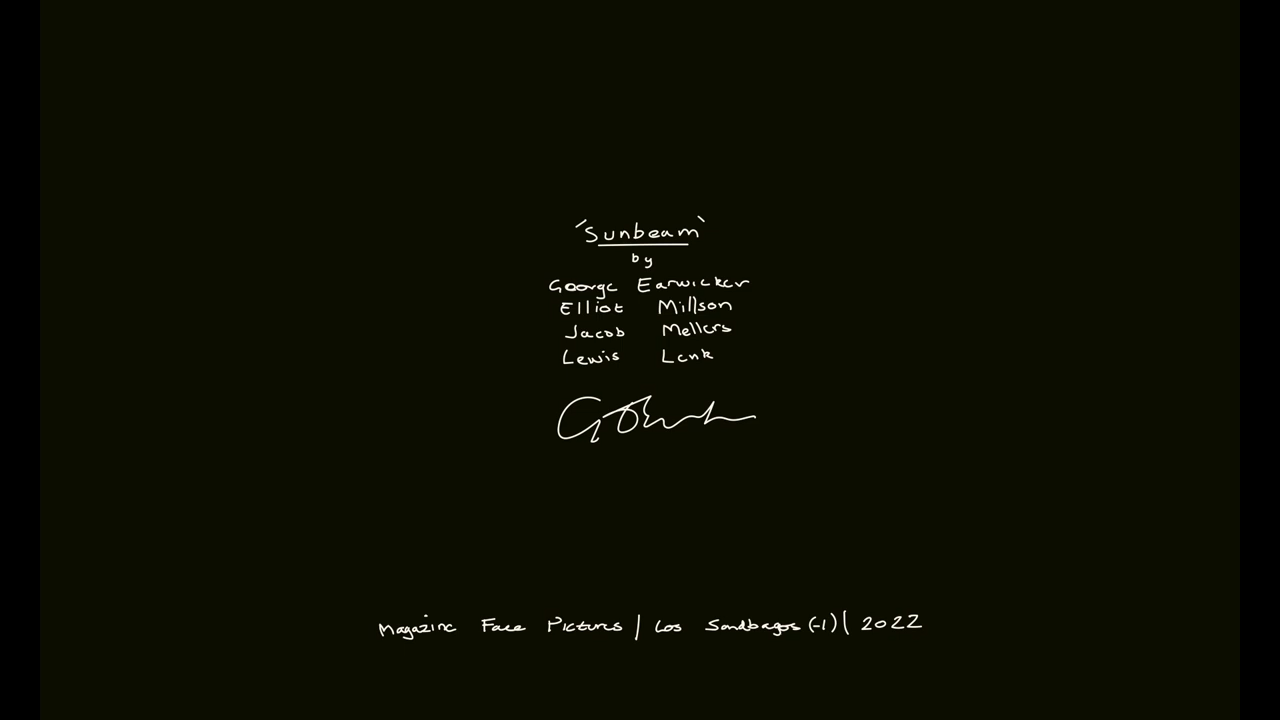 'Sunbeam'
by
George Earwicker
Elliot Millson
Jacob Mellers
Lewis Lenk
Magazine Face Pictures | Los Sandbagos (-1) | 2022